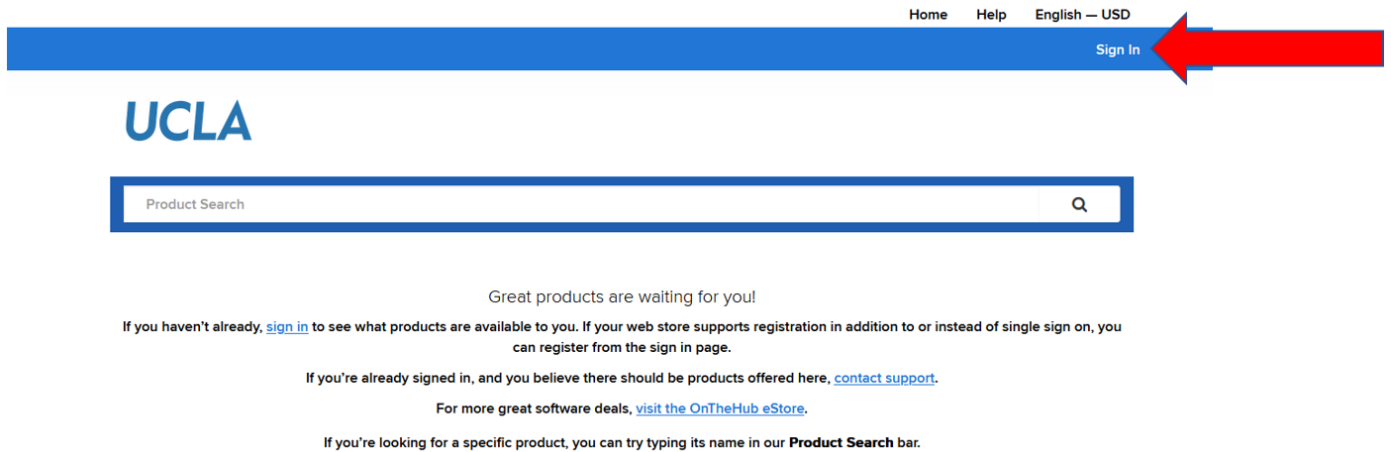 Home Help English — USD
Sign In
UCLA
Product Search
Great products are waiting for you!
If you haven't already, sign in to see what products are available to you. If your web store supports registration in addition to or instead of single sign on, you
can register from the sign in page.
If you're already signed in, and you believe there should be products offered here, contact support.
For more great software deals, visit the OnTheHub eStore.
If you're looking for a specific product, you can try typing its name in our Product Search bar.